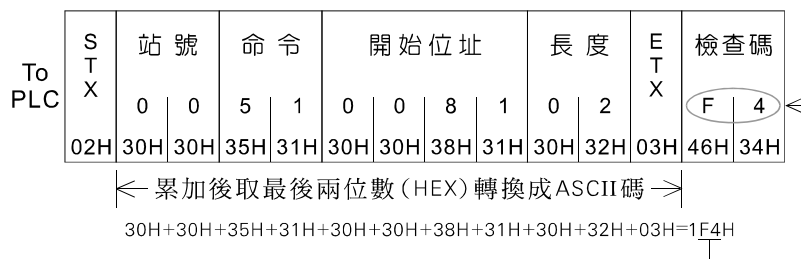 To PLC
STX 站號 命令 開始位址 長度 ETX 檢查碼
0 0 5 1 0 0 8 1 0 2 F 4
02H 30H 30H 35H 31H 30H 30H 38H 31H 30H 32H 03H 46H 34H
累加後取最後兩位數(HEX)轉換成ASCII碼
30H+30H+35H+31H+30H+30H+38H+31H+30H+32H+03H=1F4H